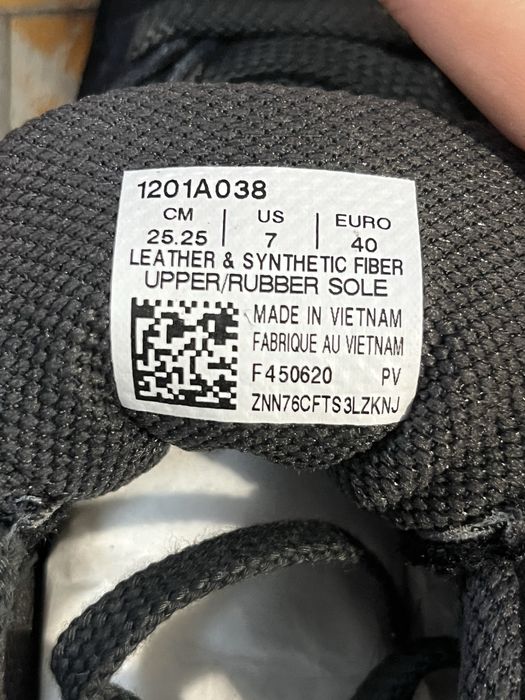 1201A038
CM | US | EURO
25.25 | 7 | 40
LEATHER & SYNTHETIC FIBER
UPPER/RUBBER SOLE
MADE IN VIETNAM
FABRIQUE AU VIETNAM
F450620 PV
ZNN76CFTS3LZKNJ